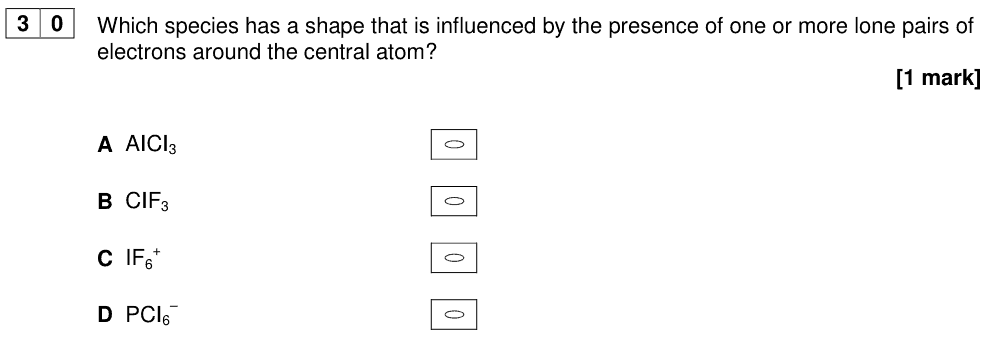 3 0 Which species has a shape that is influenced by the presence of one or more lone pairs of
electrons around the central atom?
[1 mark]
A AlCl₃
B ClF₃
C IF₆⁺
D PCl₆⁻